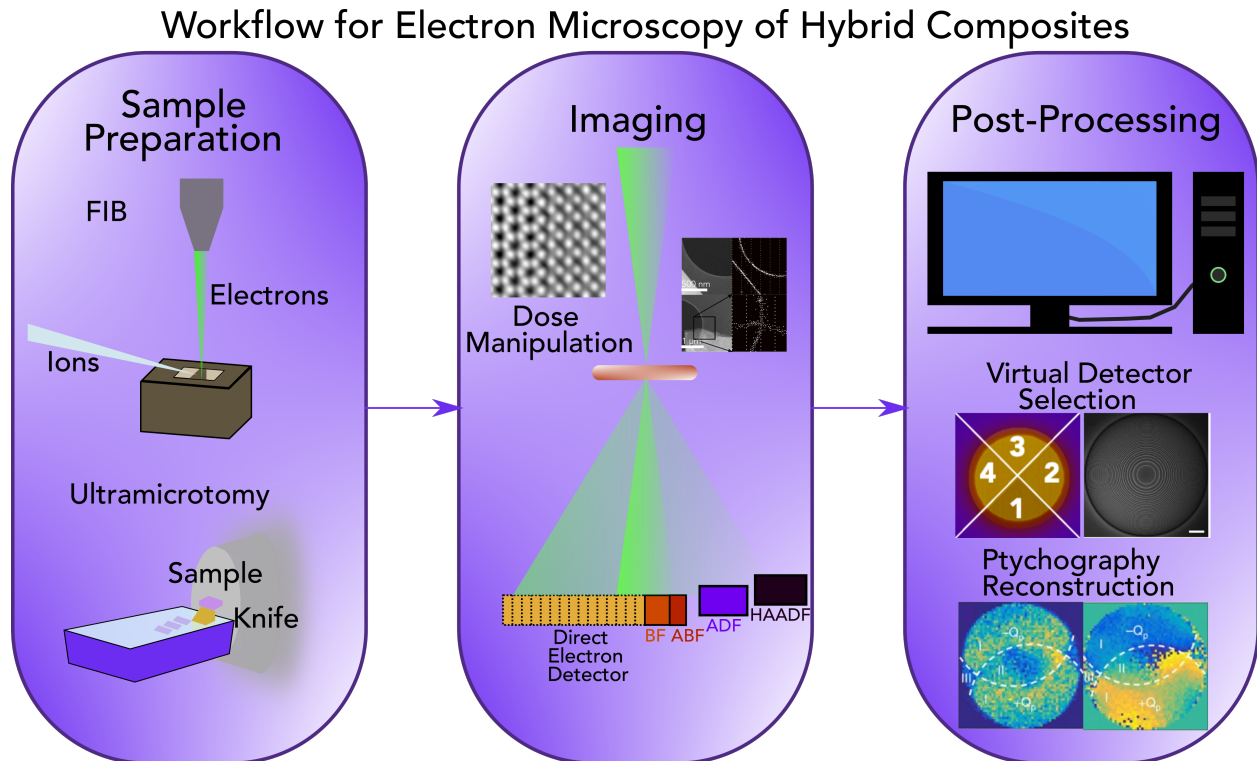 Workflow for Electron Microscopy of Hybrid Composites
Sample
Preparation
FIB
Electrons
Ions
Ultramicrotomy
Sample
Knife
Imaging
Dose
Manipulation
500 nm
1 µm
Direct
Electron
Detector
BF
ABF
ADF
HAADF
Post-Processing
Virtual Detector
Selection
3
4
2
1
Ptychography
Reconstruction
-Qp
I
II
III
I
+Qp
-Qp
I
II
I
+Qp